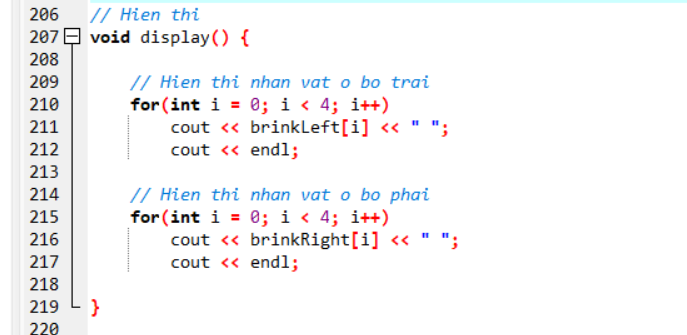 206 // Hien thi
207 void display() {
208
209 // Hien thi nhan vat o bo trai
210 for(int i = 0; i < 4; i++)
211 cout << brinkLeft[i] << " ";
212 cout << endl;
213
214 // Hien thi nhan vat o bo phai
215 for(int i = 0; i < 4; i++)
216 cout << brinkRight[i] << " ";
217 cout << endl;
218
219 }
220